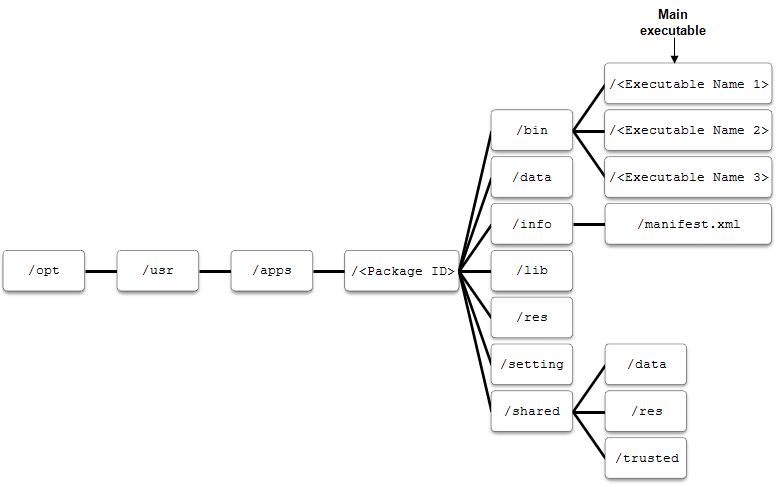 Main
executable
/<Executable Name 1>
/bin
/<Executable Name 2>
/data
/<Executable Name 3>
/info
/manifest.xml
/opt
/usr
/apps
/<Package ID>
/lib
/res
/setting
/data
/shared
/res
/trusted